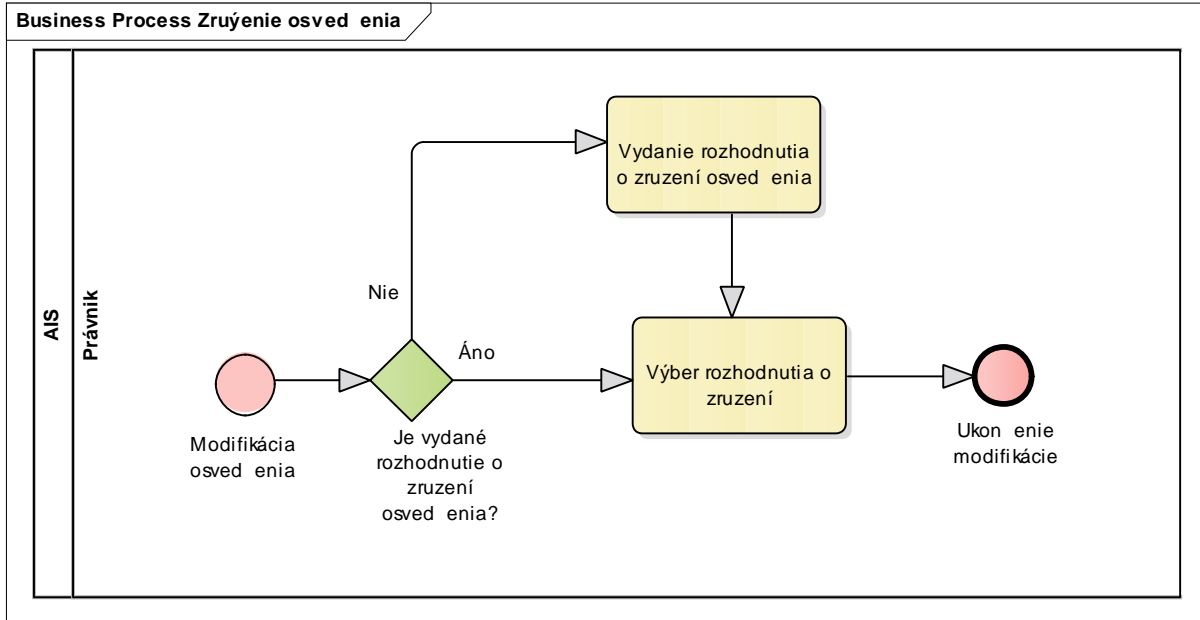 Business Process Zruýenie osved enia
AIS
Právnik
Vydanie rozhodnutia
o zruzení osved enia
Nie
Áno
Výber rozhodnutia o
zruzení
Modifikácia
osved enia
Je vydané
rozhodnutie o
zruzení
osved enia?
Ukon enie
modifikácie